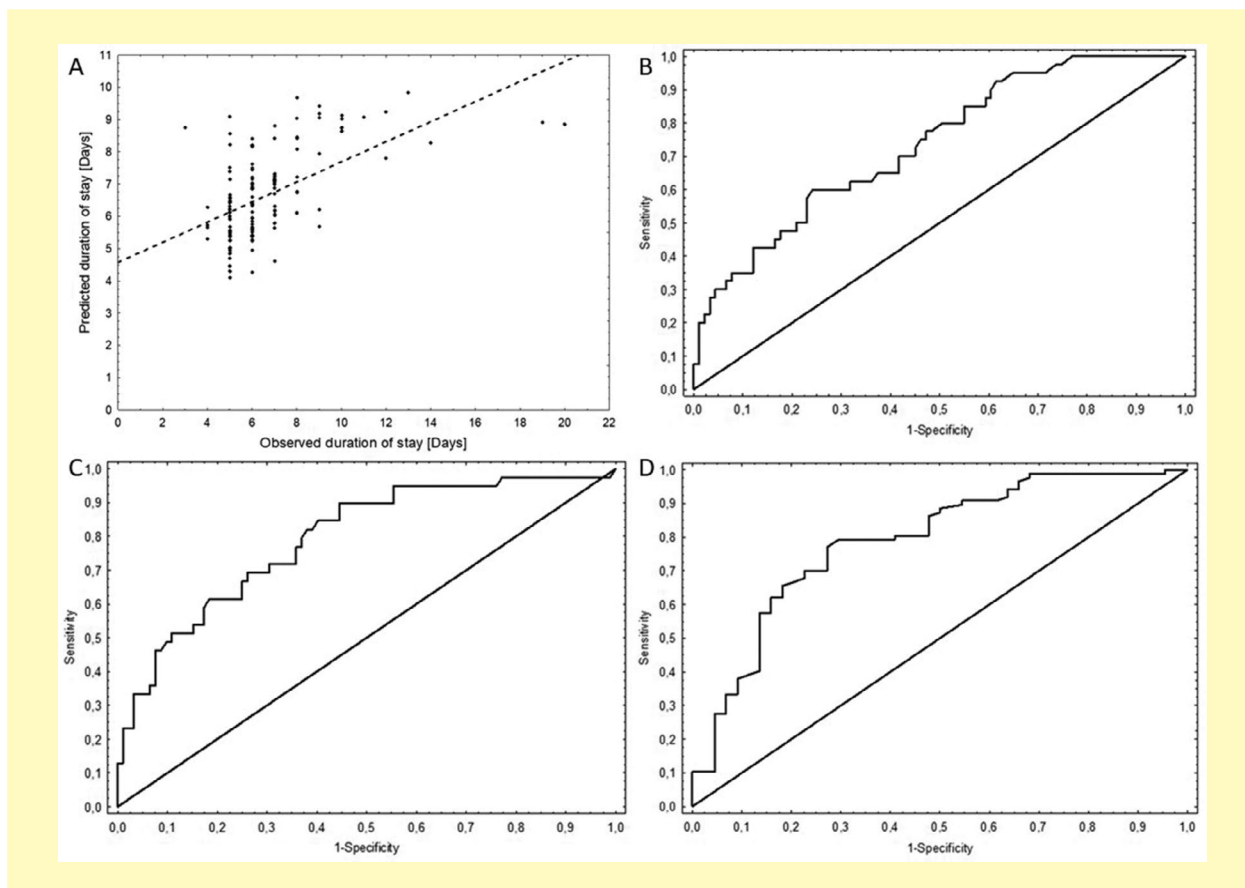 A
Predicted duration of stay [Days]
11
10
9
8
7
6
5
4
3
2
1
0
0 2 4 6 8 10 12 14 16 18 20 22
Observed duration of stay [Days]
B
Sensitivity
1,0
0,9
0,8
0,7
0,6
0,5
0,4
0,3
0,2
0,1
0,0
0,0 0,1 0,2 0,3 0,4 0,5 0,6 0,7 0,8 0,9 1,0
1-Specificity
C
Sensitivity
1,0
0,9
0,8
0,7
0,6
0,5
0,4
0,3
0,2
0,1
0,0
0,0 0,1 0,2 0,3 0,4 0,5 0,6 0,7 0,8 0,9 1,0
1-Specificity
D
Sensitivity
1,0
0,9
0,8
0,7
0,6
0,5
0,4
0,3
0,2
0,1
0,0
0,0 0,1 0,2 0,3 0,4 0,5 0,6 0,7 0,8 0,9 1,0
1-Specificity